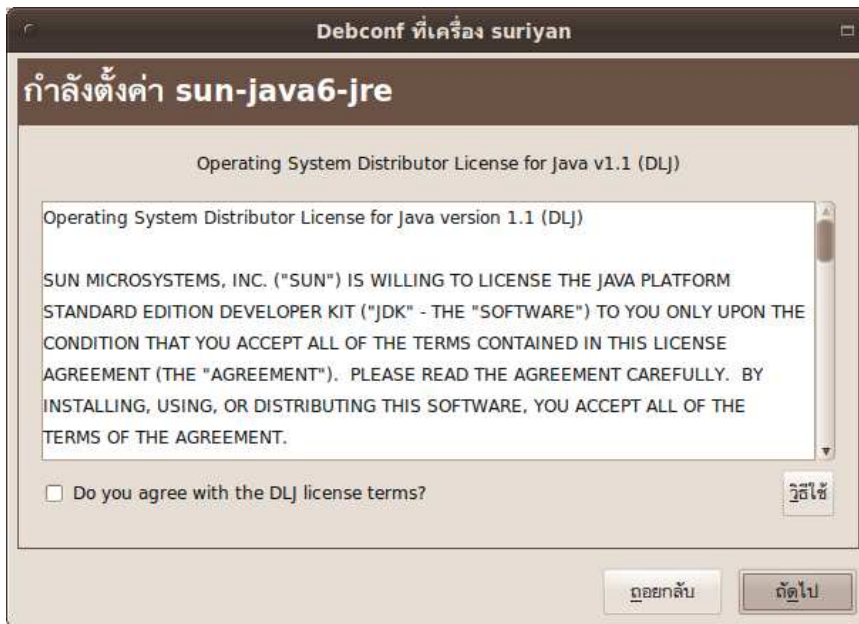 Debconf ที่เครื่อง suriyan
กำลังตั้งค่า sun-java6-jre
Operating System Distributor License for Java v1.1 (DLJ)
Operating System Distributor License for Java version 1.1 (DLJ)
SUN MICROSYSTEMS, INC. ("SUN") IS WILLING TO LICENSE THE JAVA PLATFORM
STANDARD EDITION DEVELOPER KIT ("JDK" - THE "SOFTWARE") TO YOU ONLY UPON THE
CONDITION THAT YOU ACCEPT ALL OF THE TERMS CONTAINED IN THIS LICENSE
AGREEMENT (THE "AGREEMENT").  PLEASE READ THE AGREEMENT CAREFULLY.  BY
INSTALLING, USING, OR DISTRIBUTING THIS SOFTWARE, YOU ACCEPT ALL OF THE
TERMS OF THE AGREEMENT.
Do you agree with the DLJ license terms?
วิธีใช้
ถอยกลับ
ถัดไป